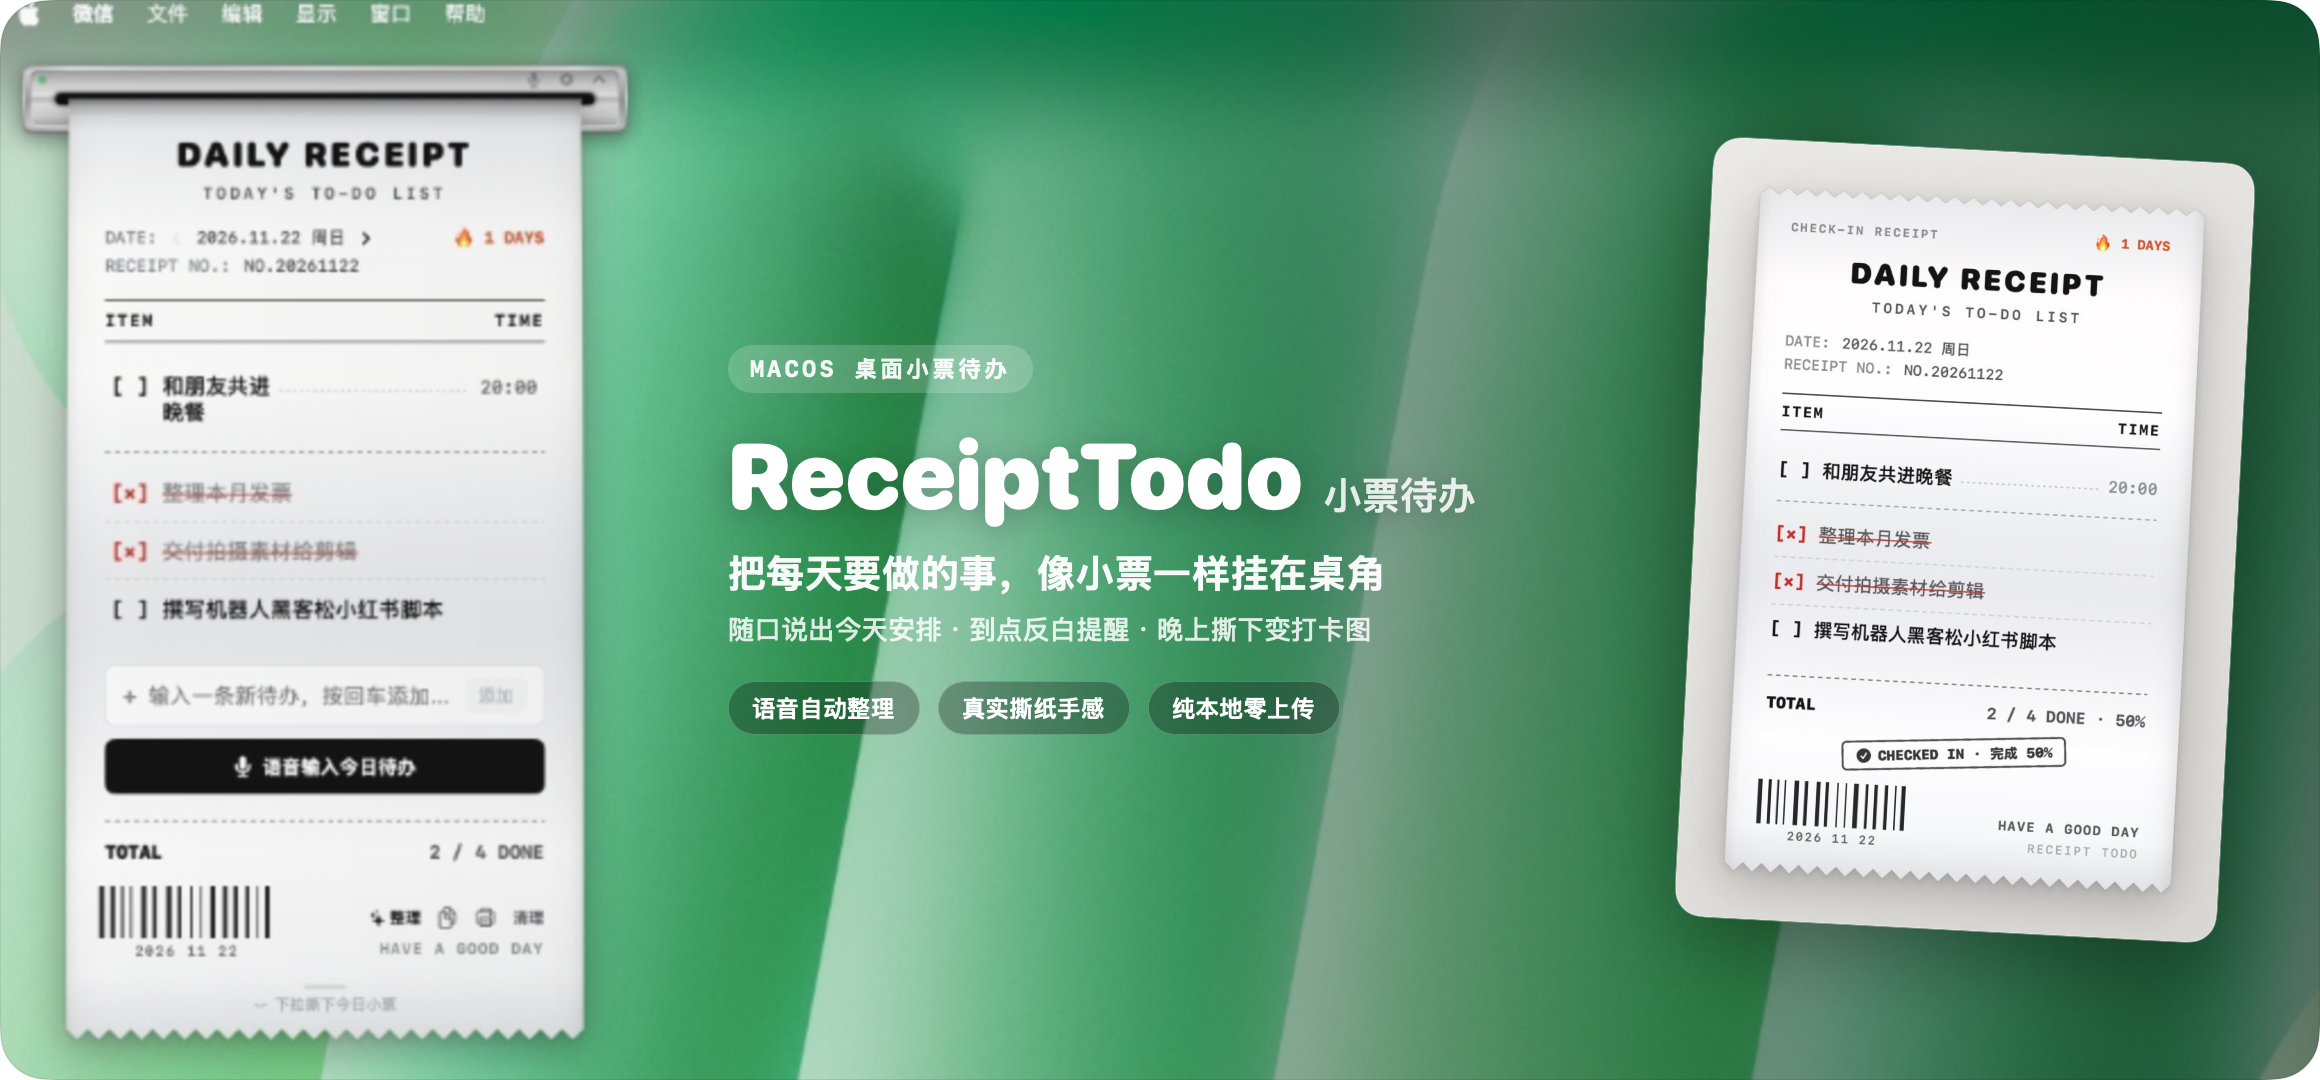 微信 文件 编辑 显示 窗口 帮助
DAILY RECEIPT
TODAY'S TO-DO LIST
DATE: 2026.11.22 周日 1 DAYS
RECEIPT NO.: NO.20261122
ITEM TIME
[ ] 和朋友共进 20:00
晚餐
[×] 整理本月发票
[×] 交付拍摄素材给剪辑
[ ] 撰写机器人黑客松小红书脚本
+ 输入一条新待办，按回车添加... 添加
语音输入今日待办
TOTAL 2 / 4 DONE
整理 清理
2026 11 22 HAVE A GOOD DAY
下拉撕下今日小票
MACOS 桌面小票待办
ReceiptTodo 小票待办
把每天要做的事，像小票一样挂在桌角
随口说出今天安排 · 到点反白提醒 · 晚上撕下变打卡图
语音自动整理 真实撕纸手感 纯本地零上传
CHECK-IN RECEIPT 1 DAYS
DAILY RECEIPT
TODAY'S TO-DO LIST
DATE: 2026.11.22 周日
RECEIPT NO.: NO.20261122
ITEM TIME
[ ] 和朋友共进晚餐 20:00
[×] 整理本月发票
[×] 交付拍摄素材给剪辑
[ ] 撰写机器人黑客松小红书脚本
TOTAL 2 / 4 DONE · 50%
CHECKED IN · 完成 50%
HAVE A GOOD DAY
2026 11 22 RECEIPT TODO